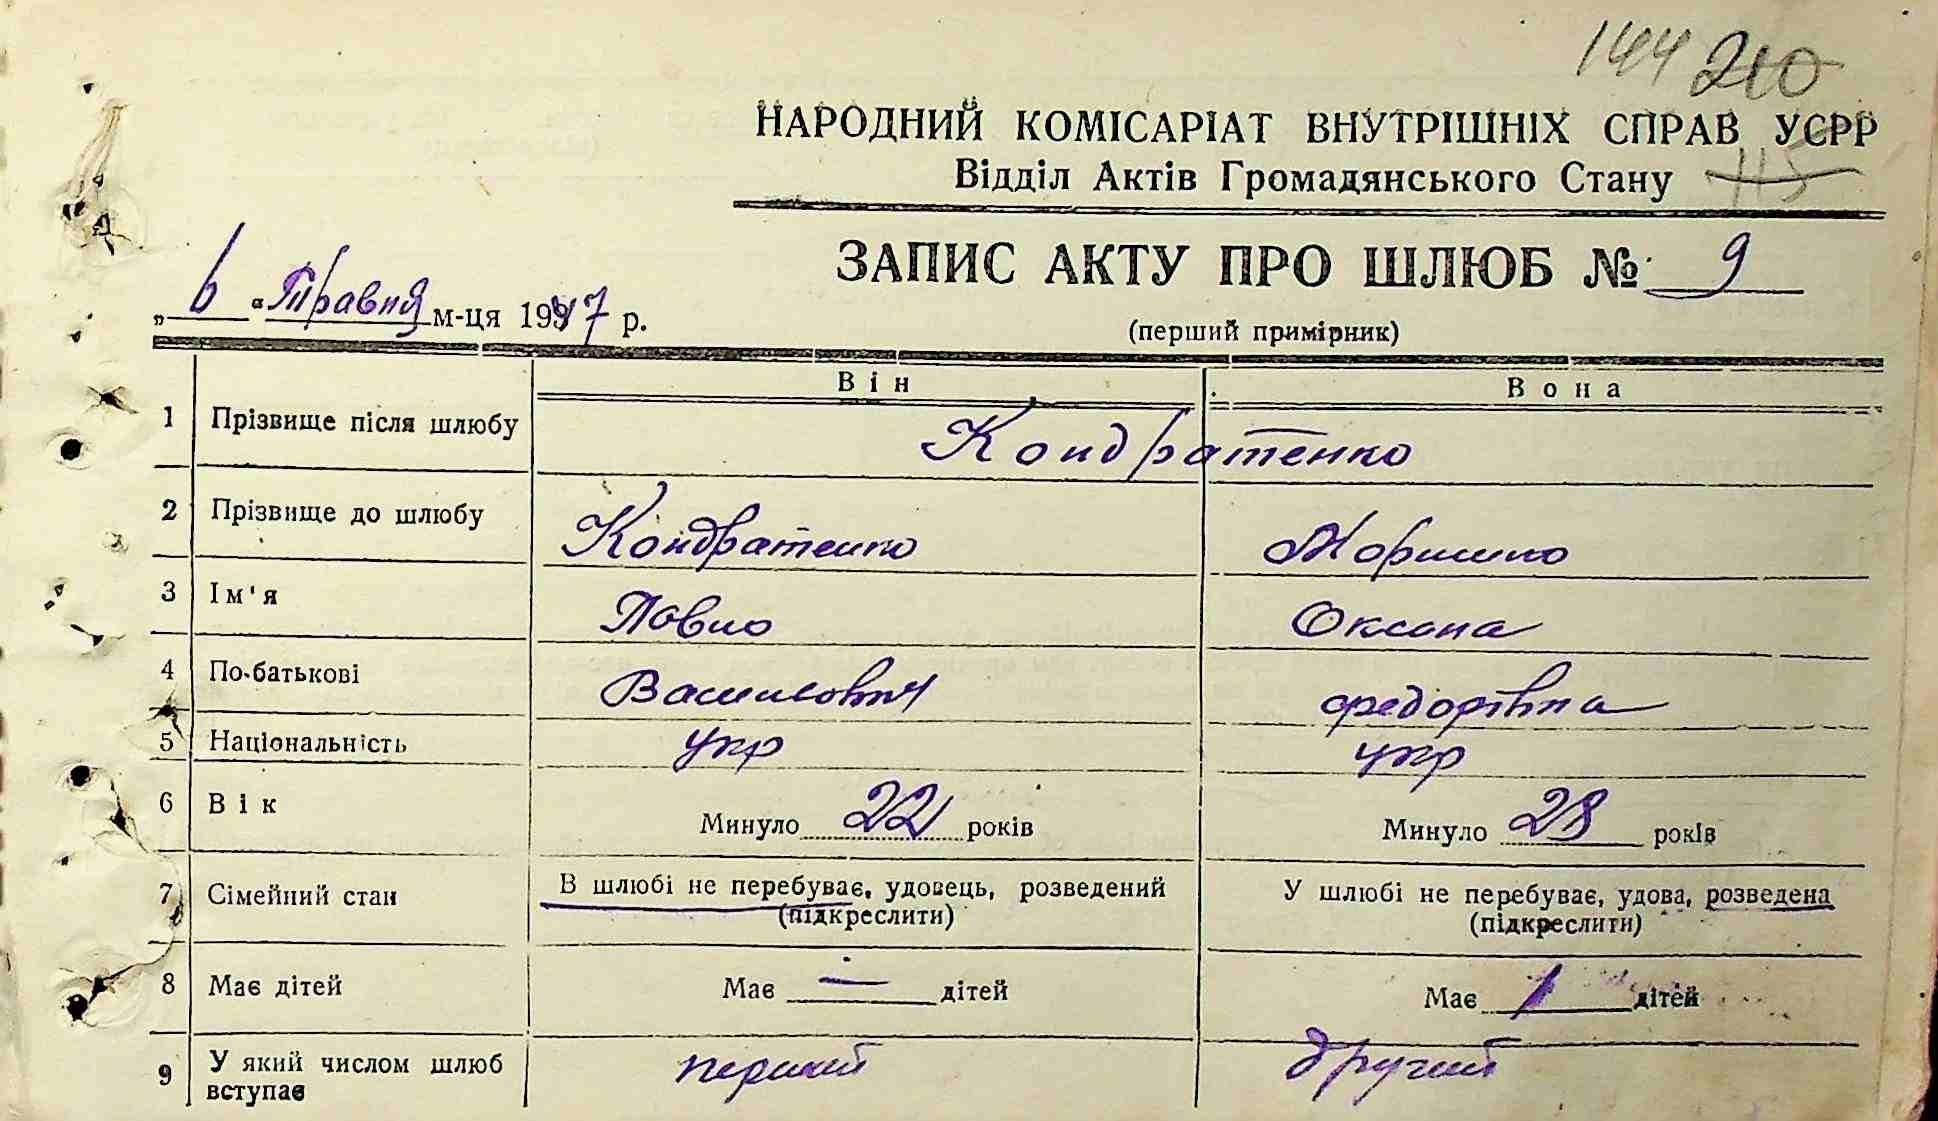 144 210
НАРОДНИЙ КОМІСАРІАТ ВНУТРІШНІХ СПРАВ УСРР
Відділ Актів Громадянського Стану 115
ЗАПИС АКТУ ПРО ШЛЮБ № 9
„6“ Травня м-ця 1937 р.
(перший примірник)
Він Вона
1 Прізвище після шлюбу Кондратенко
2 Прізвище до шлюбу Кондратенко
3 Ім'я Павло Оксана
4 По-батькові Васильович Федорівна
5 Національність укр укр
6 Вік Минуло 22 років Минуло 28 років
7 Сімейний стан В шлюбі не перебуває, удовець, розведений У шлюбі не перебуває, удова, розведена
(підкреслити) (підкреслити)
8 Має дітей Має — дітей Має 1 дітей
9 У який числом шлюб перший другий
вступає